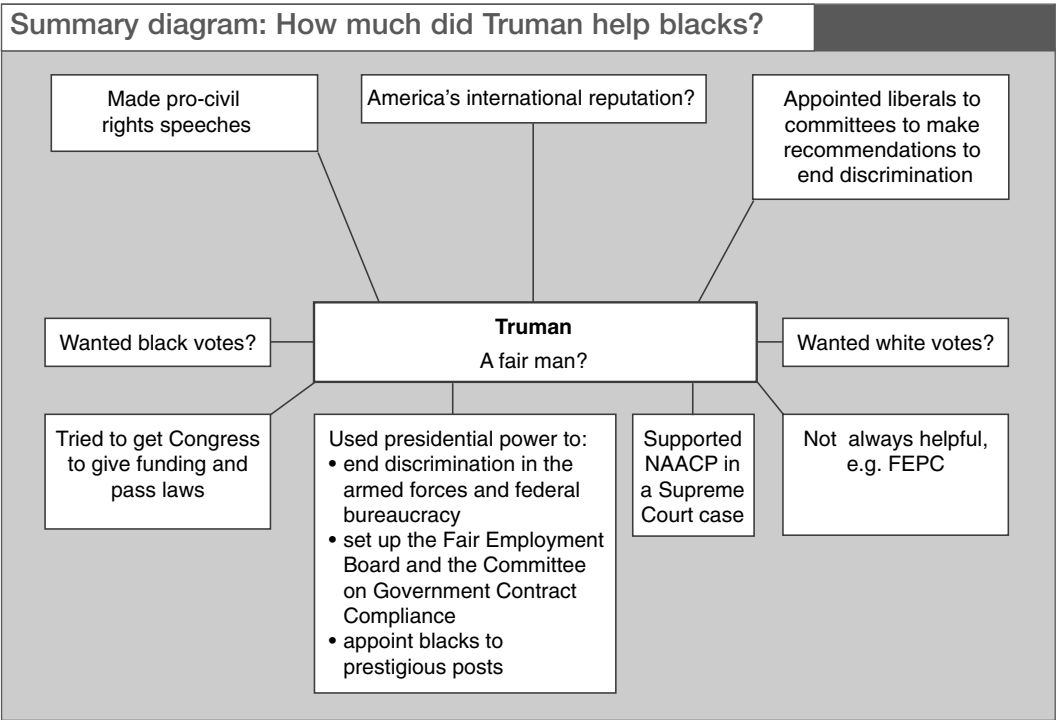 Summary diagram: How much did Truman help blacks?
Made pro-civil
rights speeches
America's international reputation?
Appointed liberals to
committees to make
recommendations to
end discrimination
Wanted black votes?
Truman
A fair man?
Wanted white votes?
Tried to get Congress
to give funding and
pass laws
Used presidential power to:
• end discrimination in the
armed forces and federal
bureaucracy
• set up the Fair Employment
Board and the Committee
on Government Contract
Compliance
• appoint blacks to
prestigious posts
Supported
NAACP in
a Supreme
Court case
Not always helpful,
e.g. FEPC